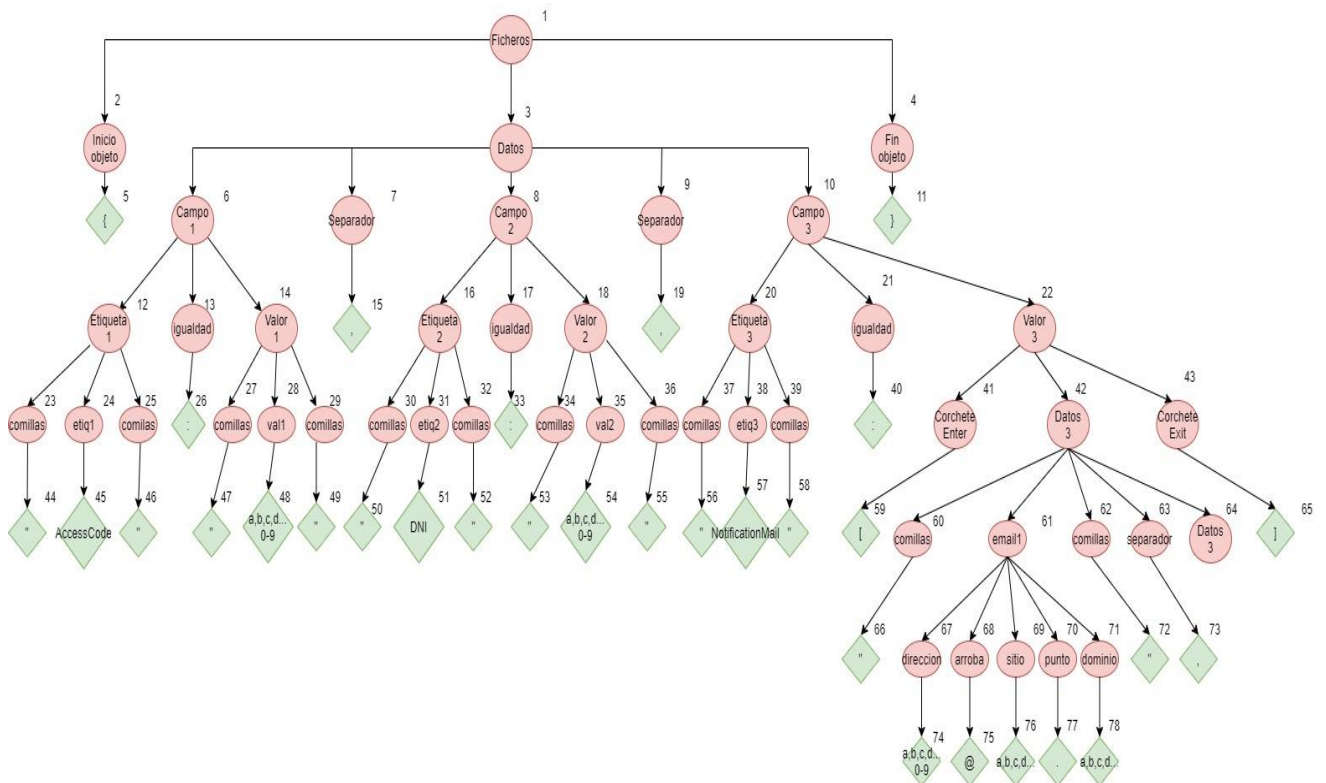 1
Ficheros
2
3
4
Inicio
objeto
Datos
Fin
objeto
5
6
7
8
9
10
11
{
Campo
1
Separador
Campo
2
Separador
Campo
3
}
12
13
14
15
16
17
18
19
20
21
22
Etiqueta
1
igualdad
Valor
1
,
Etiqueta
2
igualdad
Valor
2
,
Etiqueta
3
igualdad
Valor
3
23
24
25
26
27
28
29
30
31
32
33
34
35
36
37
38
39
40
41
42
43
comillas
etiq1
comilas
:
comillas
val1
comillas
comillas
etiq2
comillas
:
comillas
val2
comillas
comillas
etiq3
comillas
:
Corchete
Enter
Datos
3
Corchete
Exit
44
45
46
47
48
49
50
51
52
53
54
55
56
57
58
59
60
61
62
63
64
65
"
AccessCode
"
"
a,b,c,d...
0-9
"
"
DNI
"
"
a,b,c,d...
0-9
"
"
NotificationMail
"
[
comillas
email1
comillas
separador
Datos
3
]
66
67
68
69
70
71
72
73
"
direccion
arroba
sitio
punto
dominio
"
,
74
75
76
77
78
a,b,c,d...
0-9
@
a,b,c,d...
.
a,b,c,d...